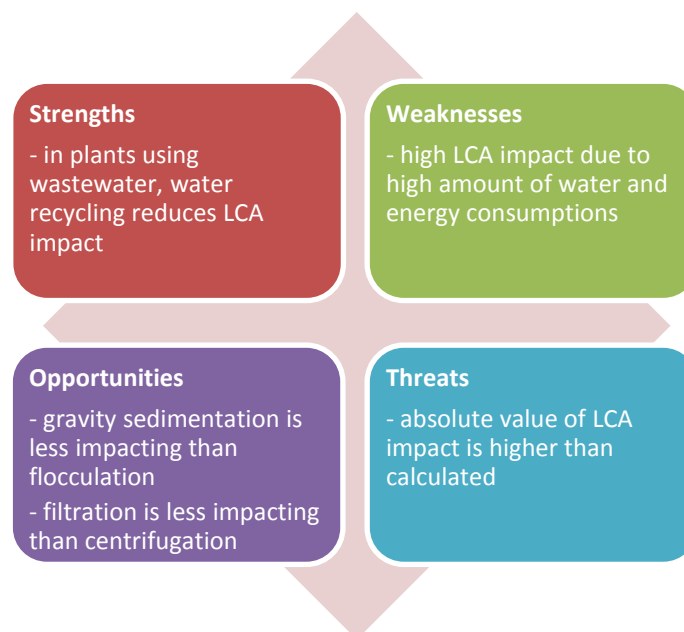 Strengths
- in plants using
wastewater, water
recycling reduces LCA
impact
Weaknesses
- high LCA impact due to
high amount of water and
energy consumptions
Opportunities
- gravity sedimentation is
less impacting than
flocculation
- filtration is less impacting
than centrifugation
Threats
- absolute value of LCA
impact is higher than
calculated